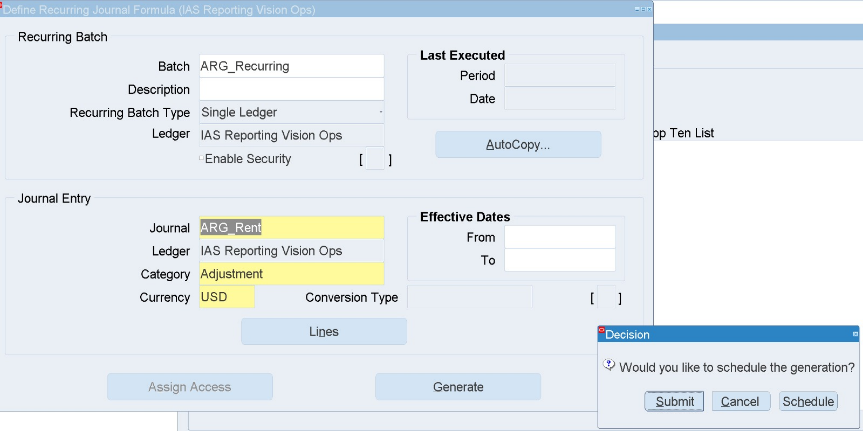 Define Recurring Journal Formula (IAS Reporting Vision Ops)
Recurring Batch
Batch ARG_Recurring
Description
Recurring Batch Type Single Ledger
Ledger IAS Reporting Vision Ops
Enable Security [ ]
Last Executed
Period
Date
AutoCopy...
op Ten List
Journal Entry
Journal ARG_Rent
Ledger IAS Reporting Vision Ops
Category Adjustment
Currency USD Conversion Type [ ]
Effective Dates
From
To
Lines
Assign Access Generate
Decision
Would you like to schedule the generation?
Submit Cancel Schedule